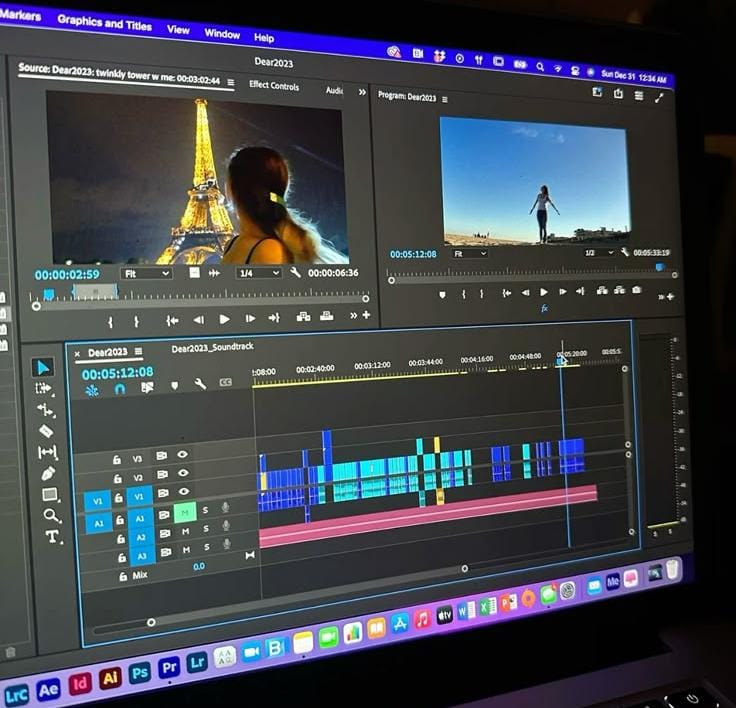 Markers Graphics and Titles View Window Help
Sun Dec 31 12:34 AM
Dear2023
Source: Dear2023: twinkly tower w me: 00:03:02:44
Effect Controls
Program: Dear2023
00:00:02:59
Fit
1/4
00:00:06:36
00:05:12:08
Fit
1/2
00:05:33:19
fx
× Dear2023
Dear2023_Soundtrack
00:05:12:08
:08:00 00:02:40:00 00:03:12:00 00:03:44:00 00:04:16:00 00:04:48:00 00:05:20:00
V3
V2
V1 V1
A1 A1 M S
A2 M S
A3 M S
Mix 0.0
S S
LrC Ae Id Ai Ps Pr Lr
tv
Me